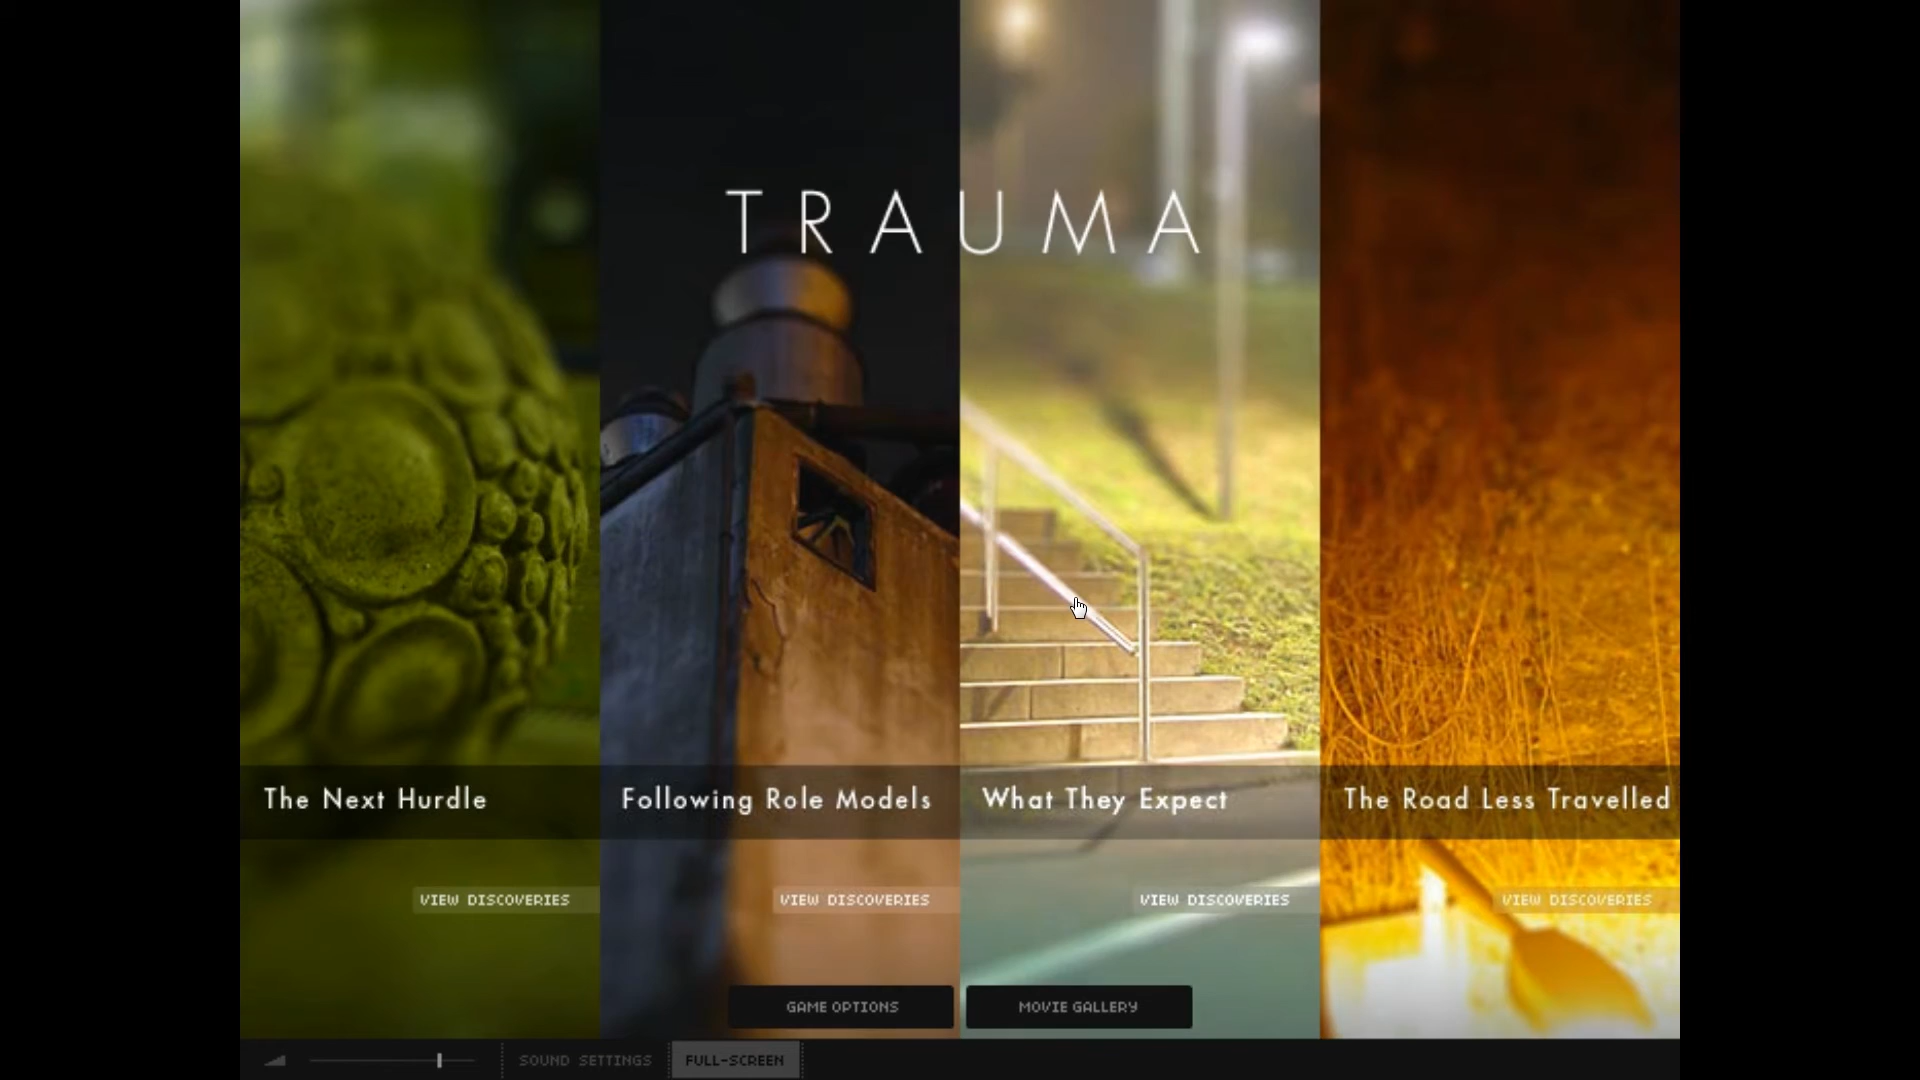 TRAUMA
The Next Hurdle
Following Role Models
What They Expect
The Road Less Travelled
VIEW DISCOVERIES
VIEW DISCOVERIES
VIEW DISCOVERIES
VIEW DISCOVERIES
GAME OPTIONS
MOVIE GALLERY
SOUND SETTINGS
FULL-SCREEN